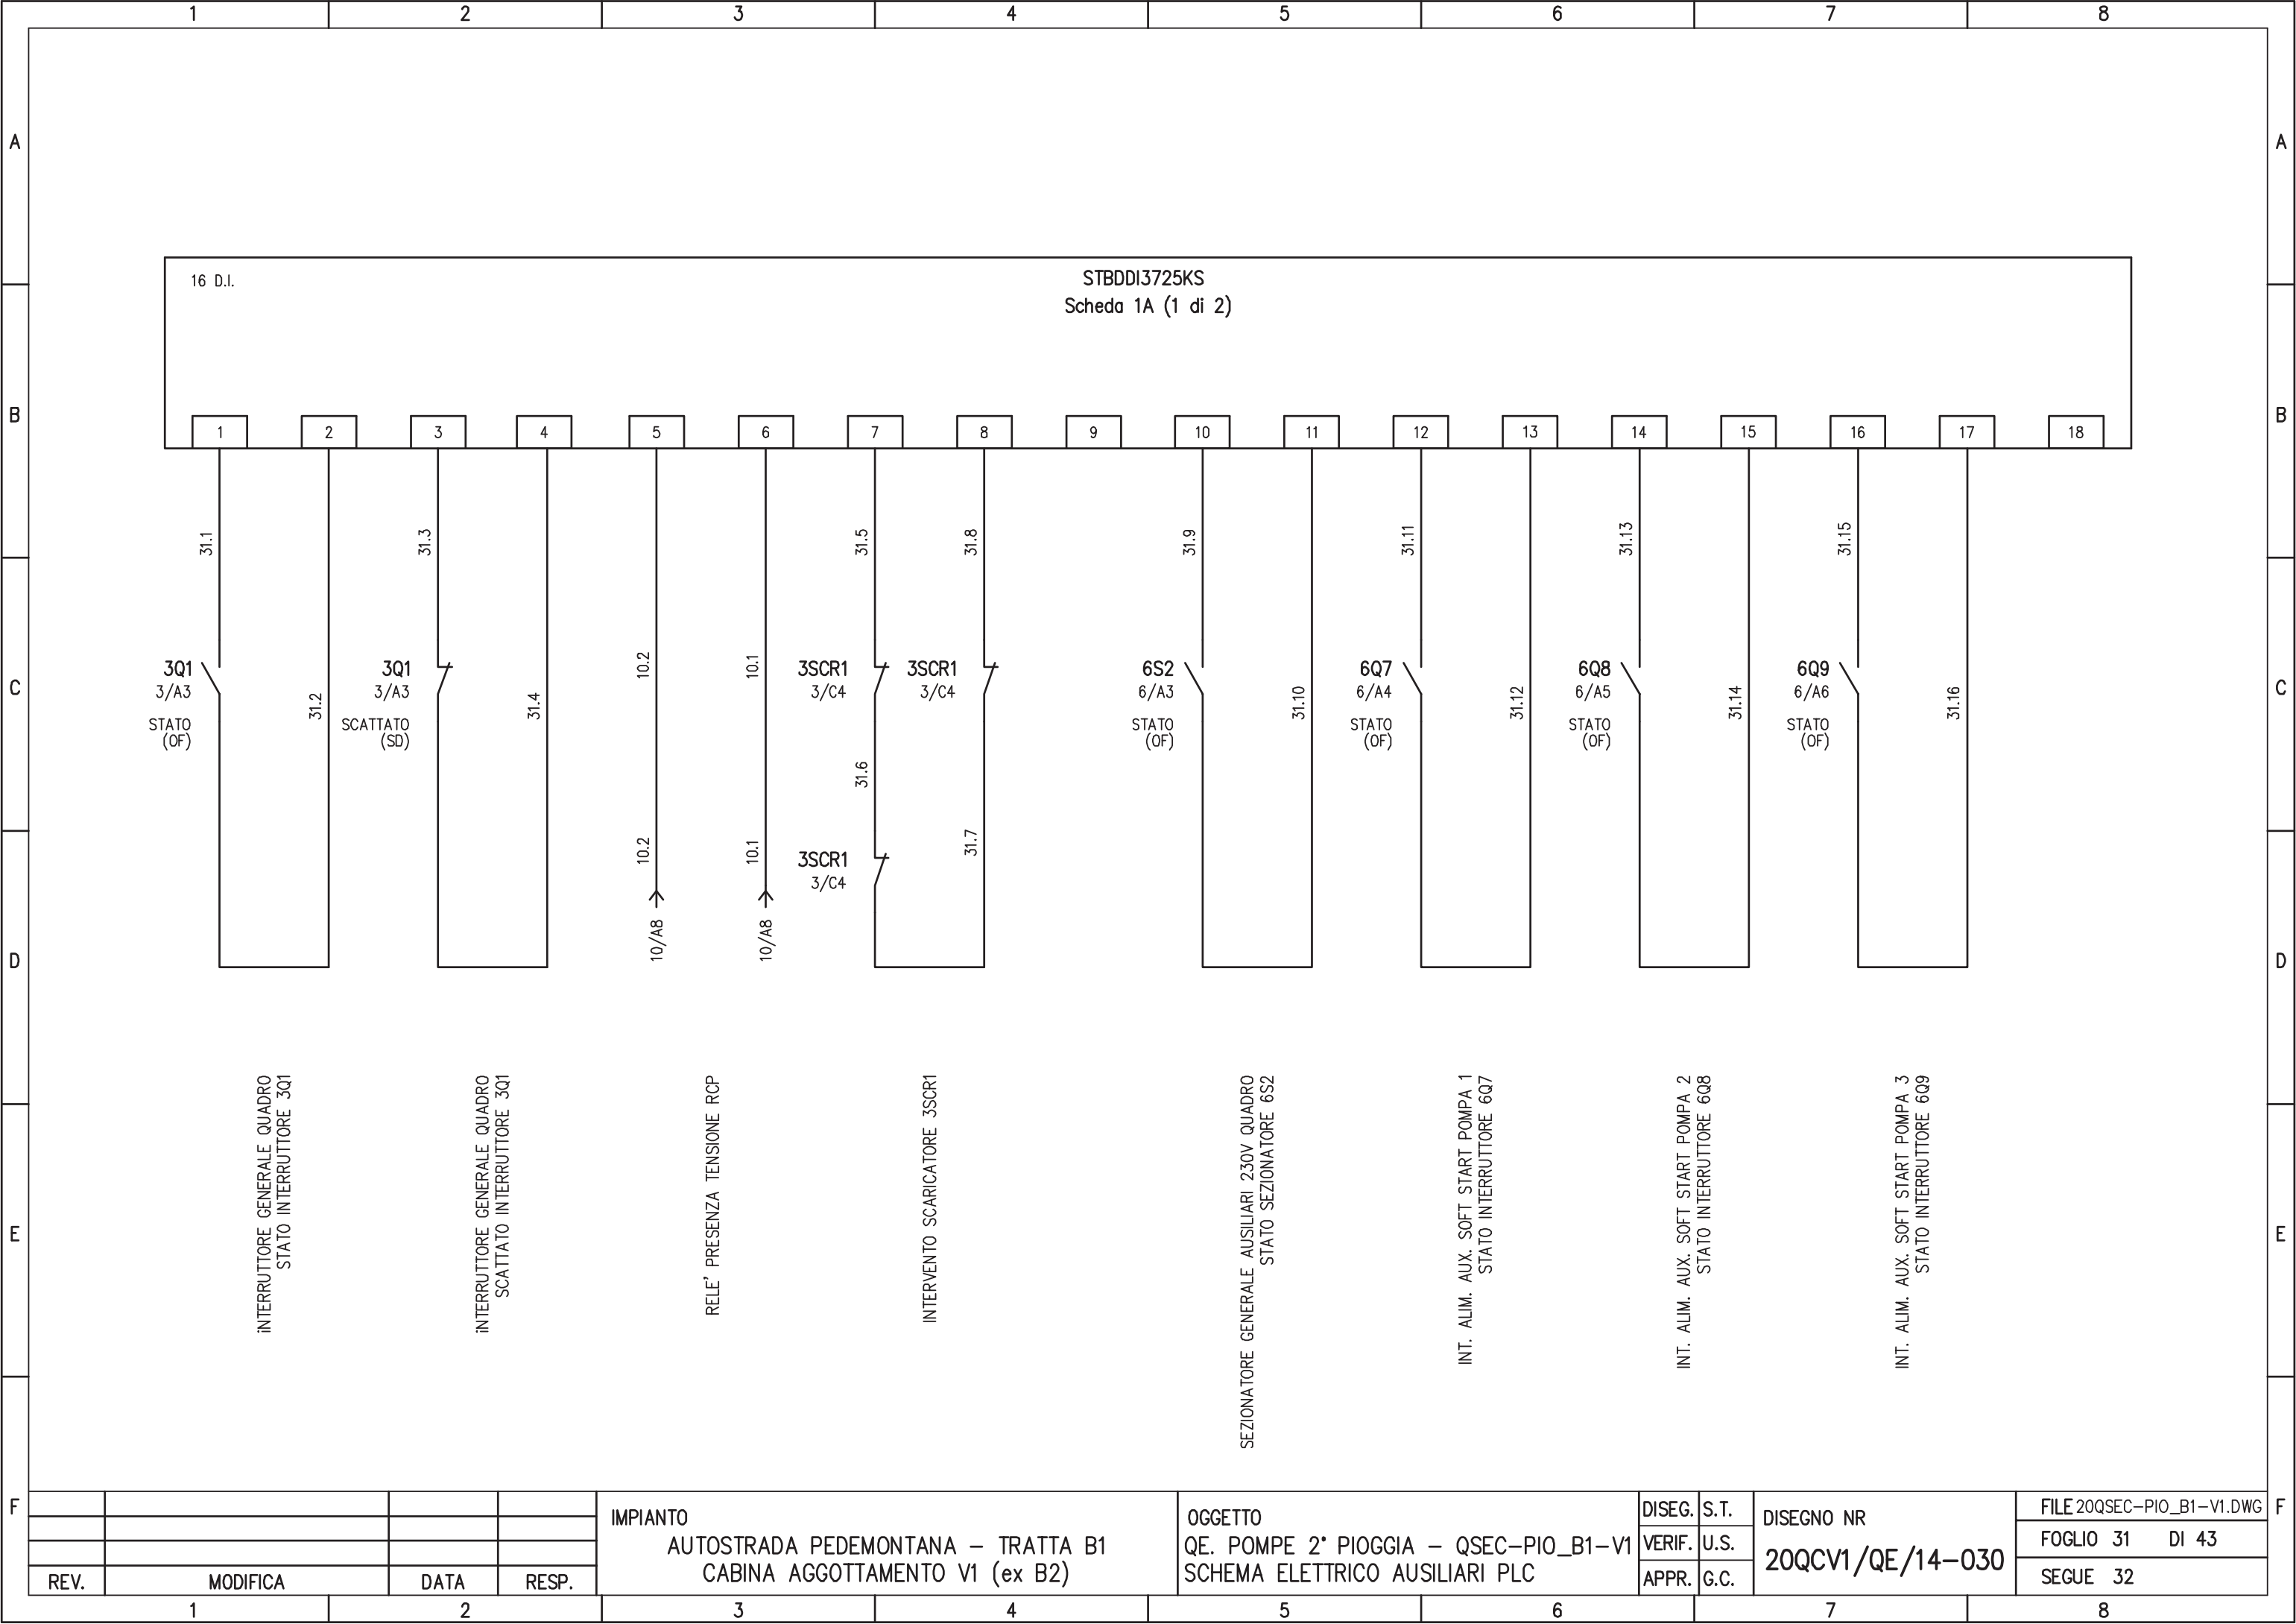 1 2 3 4 5 6 7 8
A A
16 D.I.
STBDDI3725KS
Scheda 1A (1 di 2)
B B
1 2 3 4 5 6 7 8 9 10 11 12 13 14 15 16 17 18
31.1 31.3 31.5 31.8 31.9 31.11 31.13 31.15
C C
3Q1
3/A3
STATO
(OF)
31.2
3Q1
3/A3
SCATTATO
(SD)
31.4
10.2
10.1
3SCR1
3/C4
3SCR1
3/C4
6S2
6/A3
STATO
(OF)
31.10
6Q7
6/A4
STATO
(OF)
31.12
6Q8
6/A5
STATO
(OF)
31.14
6Q9
6/A6
STATO
(OF)
31.16
31.6
10.2
10.1
3SCR1
3/C4
31.7
10/A8
10/A8
D D
iNTERRUTTORE GENERALE QUADRO
STATO INTERRUTTORE 3Q1
iNTERRUTTORE GENERALE QUADRO
SCATTATO INTERRUTTORE 3Q1
RELE' PRESENZA TENSIONE RCP
INTERVENTO SCARICATORE 3SCR1
SEZIONATORE GENERALE AUSILIARI 230V QUADRO
STATO SEZIONATORE 6S2
INT. ALIM. AUX. SOFT START POMPA 1
STATO INTERRUTTORE 6Q7
INT. ALIM. AUX. SOFT START POMPA 2
STATO INTERRUTTORE 6Q8
INT. ALIM. AUX. SOFT START POMPA 3
STATO INTERRUTTORE 6Q9
E E
F F
REV. MODIFICA DATA RESP.
IMPIANTO
AUTOSTRADA PEDEMONTANA – TRATTA B1
CABINA AGGOTTAMENTO V1 (ex B2)
OGGETTO
QE. POMPE 2° PIOGGIA – QSEC–PIO_B1–V1
SCHEMA ELETTRICO AUSILIARI PLC
DISEG. S.T.
VERIF. U.S.
APPR. G.C.
DISEGNO NR
20QCV1/QE/14–030
FILE 20QSEC–PIO_B1–V1.DWG
FOGLIO 31 DI 43
SEGUE 32
1 2 3 4 5 6 7 8